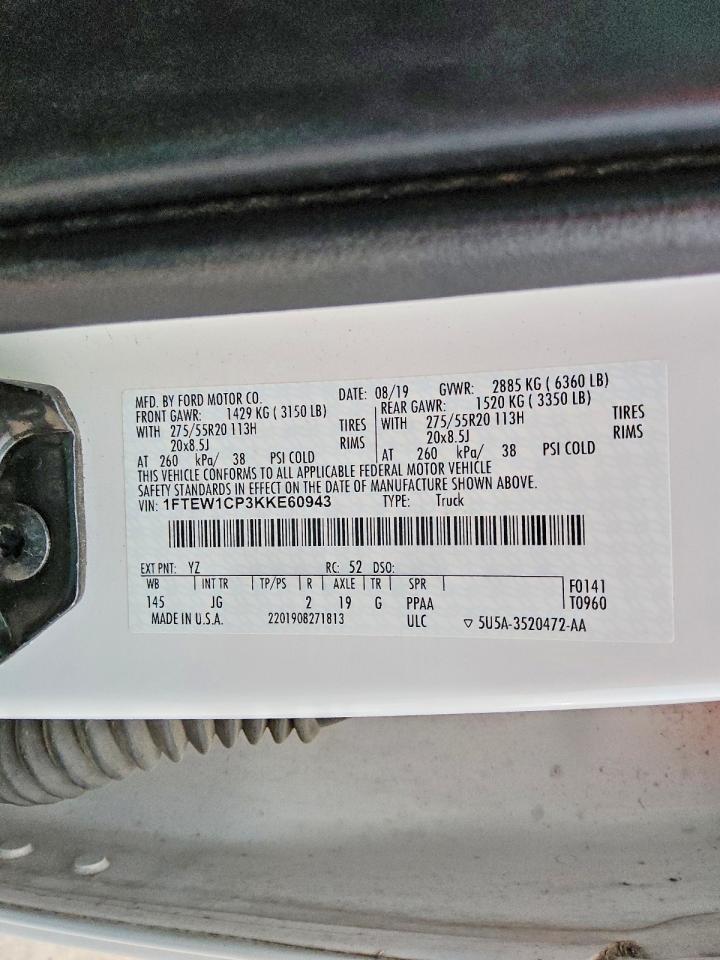 MFD. BY FORD MOTOR CO. DATE: 08/19 GVWR: 2885 KG ( 6360 LB)
FRONT GAWR: 1429 KG ( 3150 LB) REAR GAWR: 1520 KG ( 3350 LB)
WITH 275/55R20 113H TIRES WITH 275/55R20 113H TIRES
20x8.5J RIMS 20x8.5J RIMS
AT 260 kPa/ 38 PSI COLD AT 260 kPa/ 38 PSI COLD
THIS VEHICLE CONFORMS TO ALL APPLICABLE FEDERAL MOTOR VEHICLE
SAFETY STANDARDS IN EFFECT ON THE DATE OF MANUFACTURE SHOWN ABOVE.
VIN: 1FTEW1CP3KKE60943 TYPE: Truck
EXT PNT: YZ RC: 52 DSO:
WB INT TR TP/PS R AXLE TR SPR F0141
145 JG 2 19 G PPAA T0960
MADE IN U.S.A. 2201908271813 ULC ▽ 5U5A-3520472-AA